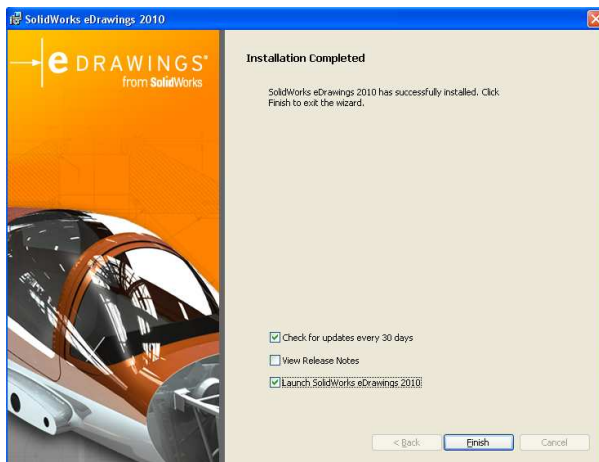 SolidWorks eDrawings 2010
e DRAWINGS®
from SolidWorks
Installation Completed
SolidWorks eDrawings 2010 has successfully installed. Click
Finish to exit the wizard.
Check for updates every 30 days
View Release Notes
Launch SolidWorks eDrawings 2010
< Back Finish Cancel